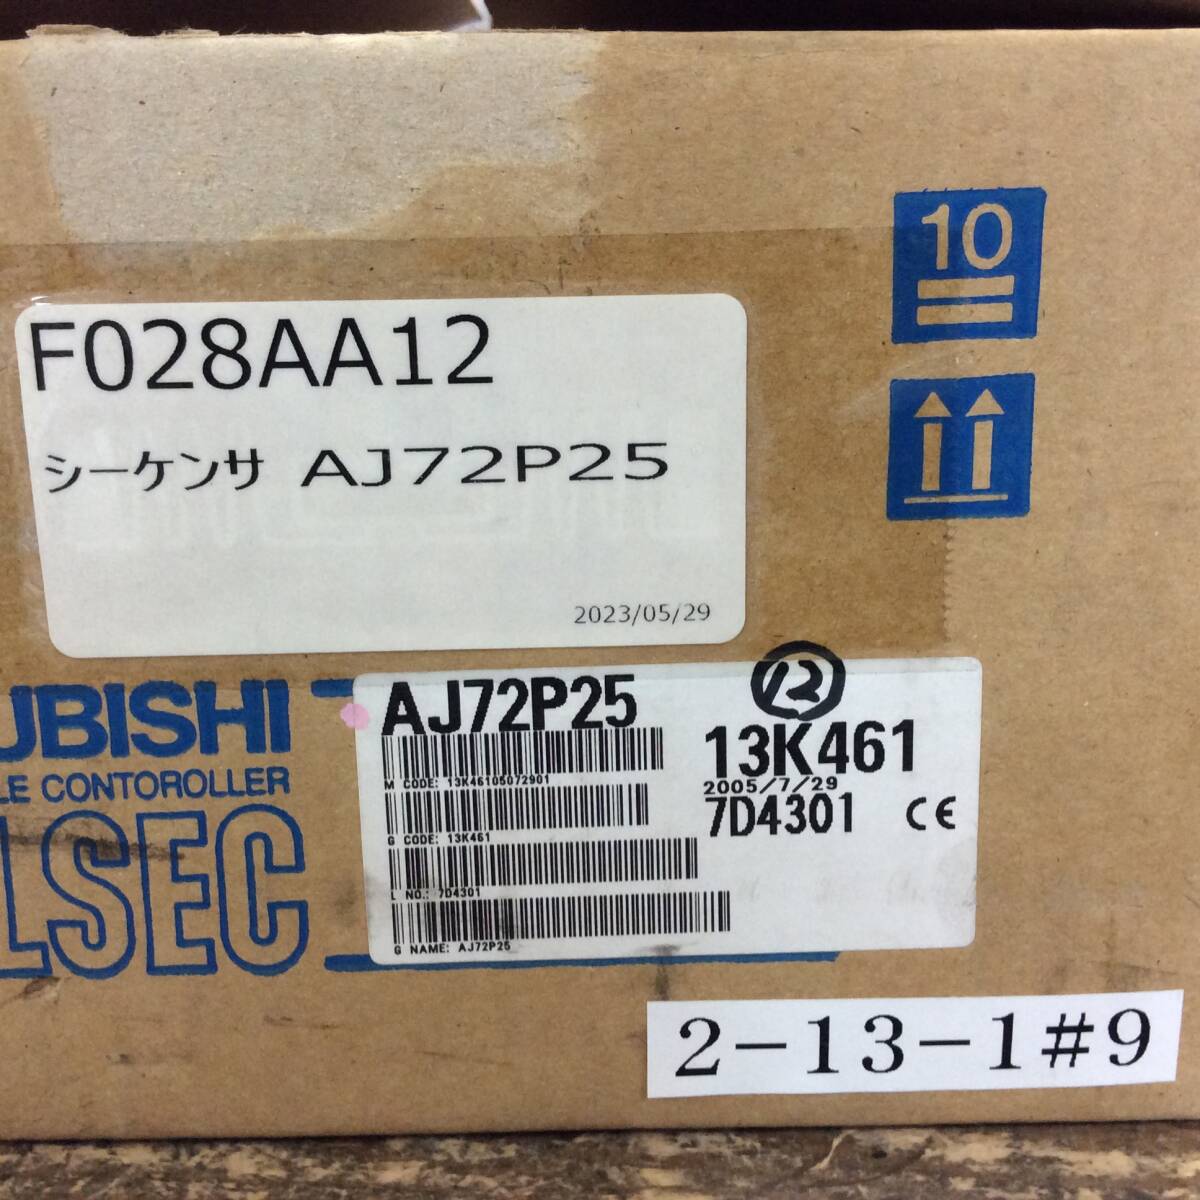 10
F028AA12
シーケンサ AJ72P25
2023/05/29
UBISHI
LE CONTOROLLER
LSEC
AJ72P25
12
13K461
M CODE: 13K46105072901
2005/7/29
7D4301 CE
G CODE: 13K461
L NO.: 7D4301
G NAME: AJ72P25
2-13-1#9